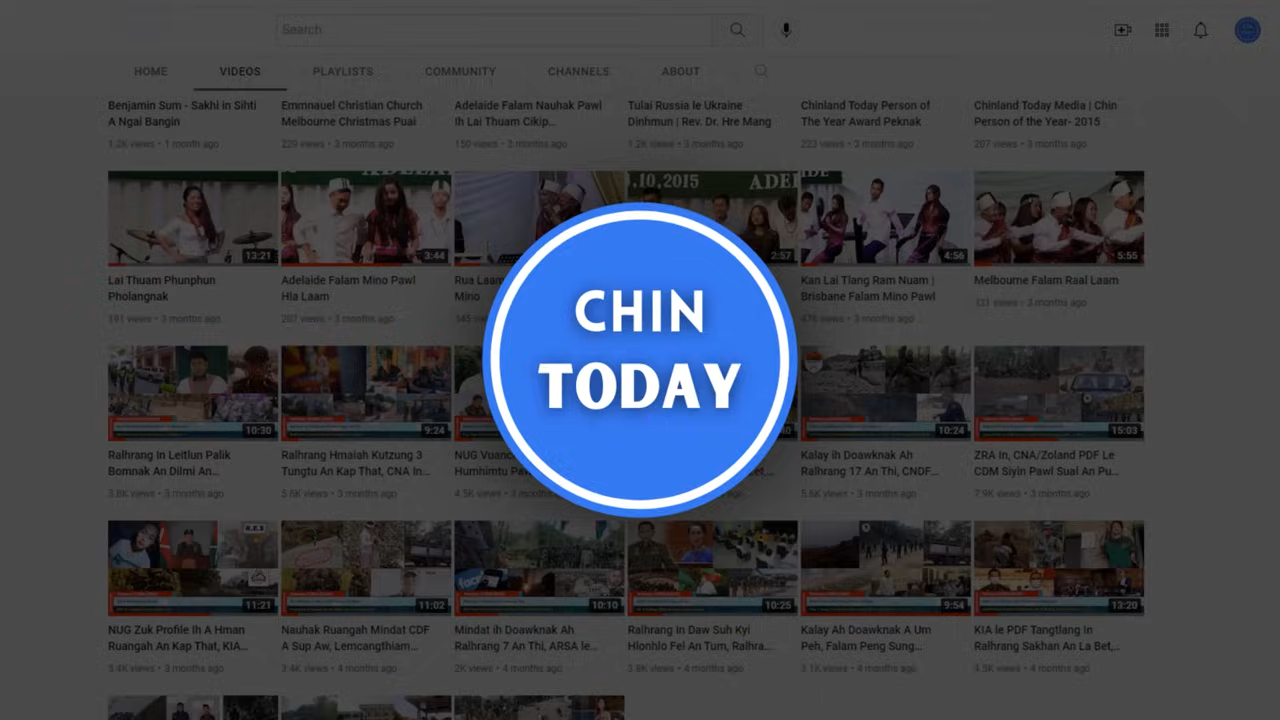 Search
HOME
VIDEOS
PLAYLISTS
COMMUNITY
CHANNELS
ABOUT
Benjamin Sum - Sakhi in Sihti
A Ngai Bangin
1.2K views • 1 month ago
Emmnauel Christian Church
Melbourne Christmas Puai
229 views • 3 months ago
Adelaide Falam Nauhak Pawl
Ih Lai Thuam Cikip...
150 views • 3 months ago
Tulai Russia le Ukraine
Dinhmun | Rev. Dr. Hre Mang
1.2K views • 3 months ago
Chinland Today Person of
The Year Award Peknak
223 views • 3 months ago
Chinland Today Media | Chin
Person of the Year- 2015
207 views • 3 months ago
13:21
Lai Thuam Phunphun
Pholangnak
191 views • 3 months ago
ADELAI
3:44
Adelaide Falam Mino Pawl
Hla Laam
207 views • 3 months ago
Rua Laam
Mino
345
.10.2015 ADEL
2:57
4:56
Kan Lai Tlang Ram Nuam |
Brisbane Falam Mino Pawl
views • 3 months ago
5:55
Melbourne Falam Raal Laam
views • 3 months ago
CHIN
TODAY
10:30
Ralhrang In Leitlun Palik
Bomnak An Dilmi An...
3.8K views • 3 months ago
9:24
Ralhrang Hmaiah Kutzung 3
Tungtu An Kap That, CNA In...
5.6K views • 3 months ago
NUG Vuanc
Humhimtu Pa
4.5K views • 3 months
10:24
Kalay ih Doawknak Ah
Ralhrang 17 An Thi, CNDF...
5.6K views • 3 months ago
15:03
ZRA In, CNA/Zoland PDF Le
CDM Siyin Pawl Sual An Pu...
7.9K views • 3 months ago
11:21
NUG Zuk Profile Ih A Hman
Ruangah An Kap That, KIA...
5.4K views • 3 months ago
11:02
Nauhak Ruangah Mindat CDF
A Sup Aw, Lemcangthiam...
3.4K views • 4 months ago
10:10
Mindat ih Doawknak Ah
Ralhrang 7 An Thi, ARSA le...
2K views • 4 months ago
10:25
Ralhrang In Daw Suh Kyi
Hlonhlo Fei An Tum, Ralhra...
3.8K views • 4 months ago
9:54
Kalay Ah Doawknak A Um
Peh, Falam Peng Sung...
3.1K views • 4 months ago
13:20
KIA le PDF Tangtlang In
Ralhrang Sakhan An La Bet,...
4.5K views • 4 months ago